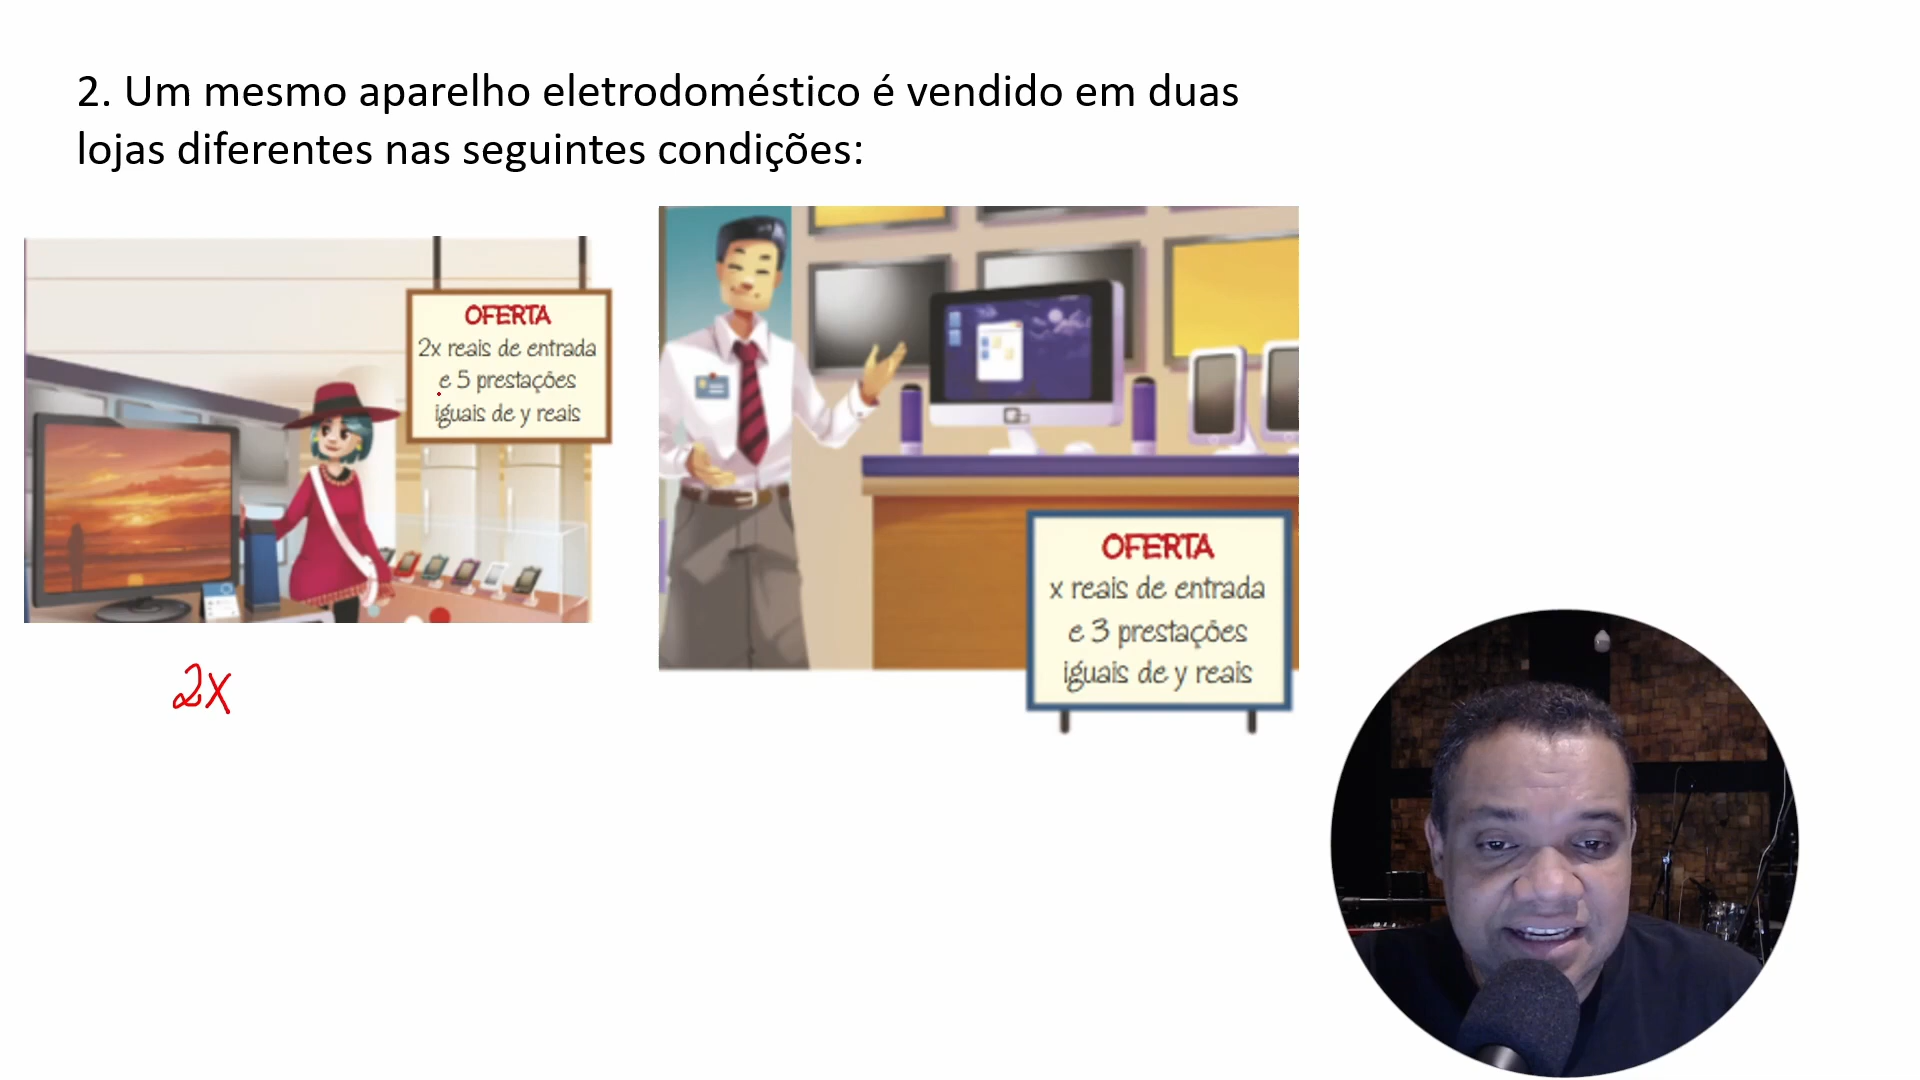 2. Um mesmo aparelho eletrodoméstico é vendido em duas
lojas diferentes nas seguintes condições:
OFERTA
2x reais de entrada
e 5 prestações
iguais de y reais
OFERTA
x reais de entrada
e 3 prestações
iguais de y reais
2x